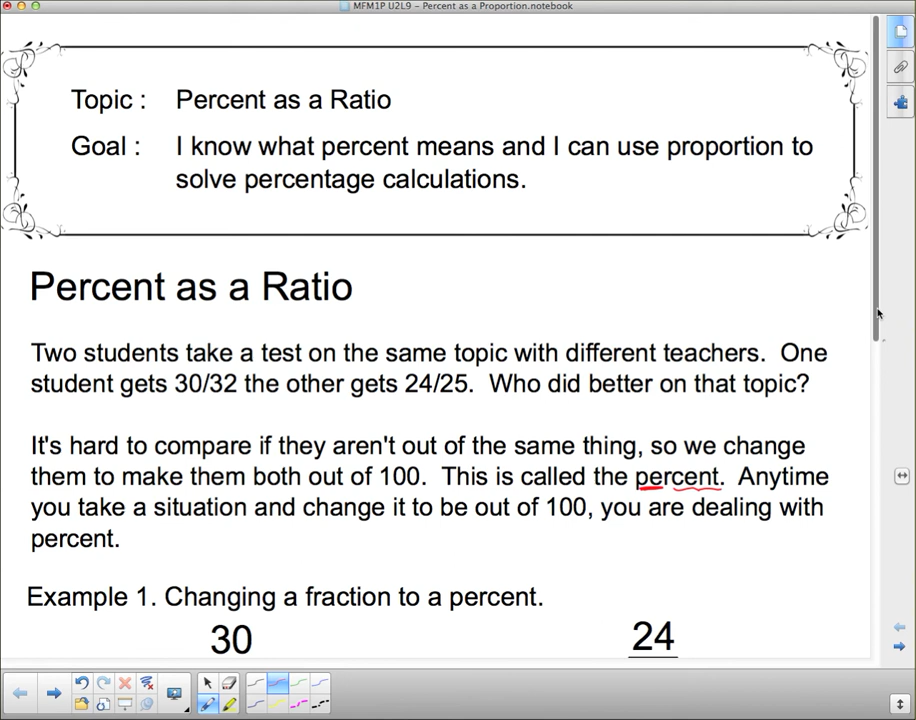 MFM1P U2L9 – Percent as a Proportion.notebook
Topic : Percent as a Ratio
Goal : I know what percent means and I can use proportion to
solve percentage calculations.
Percent as a Ratio
Two students take a test on the same topic with different teachers. One
student gets 30/32 the other gets 24/25. Who did better on that topic?
It's hard to compare if they aren't out of the same thing, so we change
them to make them both out of 100. This is called the percent. Anytime
you take a situation and change it to be out of 100, you are dealing with
percent.
Example 1. Changing a fraction to a percent.
30 24